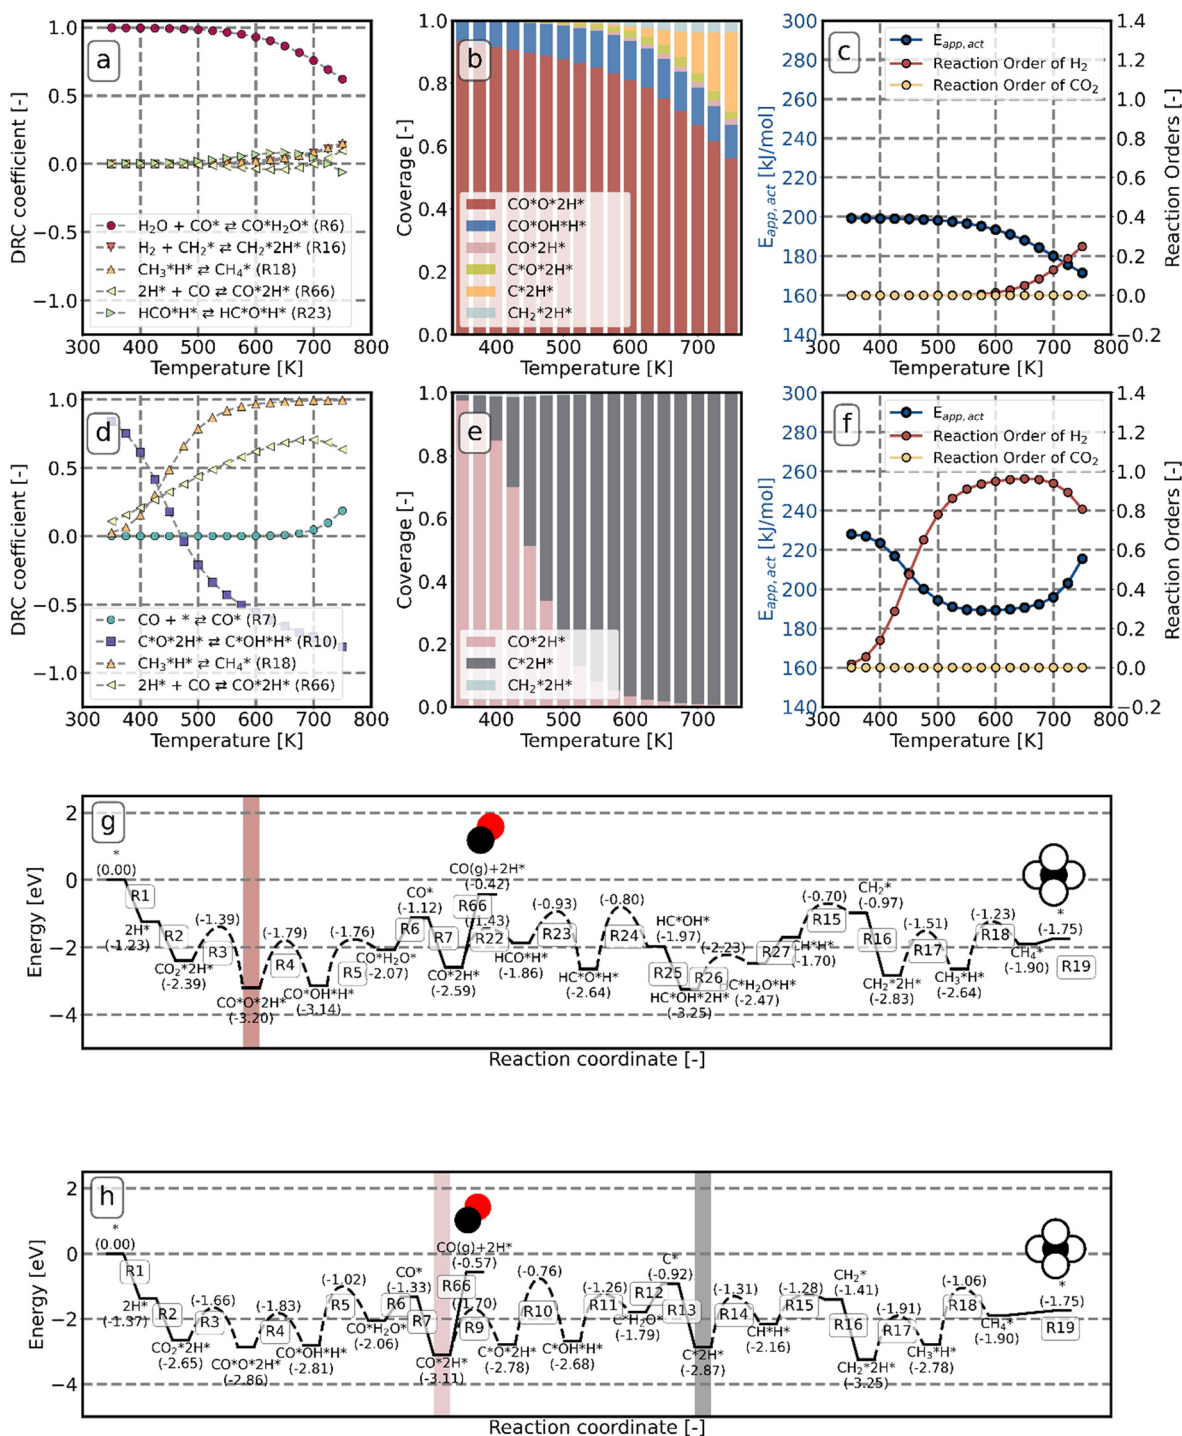 a
DRC coefficient [-]
1.0
0.5
0.0
−0.5
−1.0
H₂O + CO* ⇄ CO*H₂O* (R6)
H₂ + CH₂* ⇄ CH₂*2H* (R16)
CH₃*H* ⇄ CH₄* (R18)
2H* + CO ⇄ CO*2H* (R66)
HCO*H* ⇄ HC*O*H* (R23)
300 400 500 600 700 800
Temperature [K]
b
Coverage [-]
1.0
0.8
0.6
0.4
0.2
0.0
CO*O*2H*
CO*OH*H*
CO*2H*
C*O*2H*
C*2H*
CH₂*2H*
400 500 600 700
Temperature [K]
c
E_app,act [kJ/mol]
300
280
260
240
220
200
180
160
140
E_app,act
Reaction Order of H₂
Reaction Order of CO₂
1.4
1.2
1.0
0.8
0.6
0.4
0.2
0.0
−0.2
Reaction Orders [-]
300 400 500 600 700 800
Temperature [K]
d
DRC coefficient [-]
1.0
0.5
0.0
−0.5
−1.0
CO + * ⇄ CO* (R7)
C*O*2H* ⇄ C*OH*H* (R10)
CH₃*H* ⇄ CH₄* (R18)
2H* + CO ⇄ CO*2H* (R66)
300 400 500 600 700 800
Temperature [K]
e
Coverage [-]
1.0
0.8
0.6
0.4
0.2
0.0
CO*2H*
C*2H*
CH₂*2H*
400 500 600 700
Temperature [K]
f
E_app,act [kJ/mol]
300
280
260
240
220
200
180
160
140
E_app,act
Reaction Order of H₂
Reaction Order of CO₂
1.4
1.2
1.0
0.8
0.6
0.4
0.2
0.0
−0.2
Reaction Orders [-]
300 400 500 600 700 800
Temperature [K]
g
Energy [eV]
2
0
−2
−4
*
(0.00)
R1
2H*
(-1.23)
R2
CO₂*2H*
(-2.39)
(-1.39)
R3
CO*O*2H*
(-3.20)
(-1.79)
R4
CO*OH*H*
(-3.14)
(-1.76)
R5
CO*H₂O*
(-2.07)
R6
CO*
(-1.12)
R7
CO*2H*
(-2.59)
R66
CO(g)+2H*
(-0.42)
(-1.43)
R22
HCO*H*
(-1.86)
(-0.93)
R23
HC*O*H*
(-2.64)
(-0.80)
R24
HC*OH*
(-1.97)
R25
HC*OH*2H*
(-3.25)
(-2.23)
R26
C*H₂O*H*
(-2.47)
R27
CH*H*
(-1.70)
(-0.70)
R15
CH₂*
(-0.97)
R16
CH₂*2H*
(-2.83)
(-1.51)
R17
CH₃*H*
(-2.64)
(-1.23)
R18
CH₄*
(-1.90)
R19
*
(-1.75)
Reaction coordinate [-]
h
Energy [eV]
2
0
−2
−4
*
(0.00)
R1
2H*
(-1.37)
R2
CO₂*2H*
(-2.65)
(-1.66)
R3
CO*O*2H*
(-2.86)
(-1.83)
R4
CO*OH*H*
(-2.81)
(-1.02)
R5
CO*H₂O*
(-2.06)
R6
CO*
(-1.33)
R7
CO*2H*
(-3.11)
R66
CO(g)+2H*
(-0.57)
(-1.70)
R9
C*O*2H*
(-2.78)
(-0.76)
R10
C*OH*H*
(-2.68)
(-1.26)
R11
C*H₂O*
(-1.79)
R12
C*
(-0.92)
R13
C*2H*
(-2.87)
(-1.31)
R14
CH*H*
(-2.16)
(-1.28)
R15
CH₂*
(-1.41)
R16
CH₂*2H*
(-3.25)
(-1.91)
R17
CH₃*H*
(-2.78)
(-1.06)
R18
CH₄*
(-1.90)
R19
*
(-1.75)
Reaction coordinate [-]